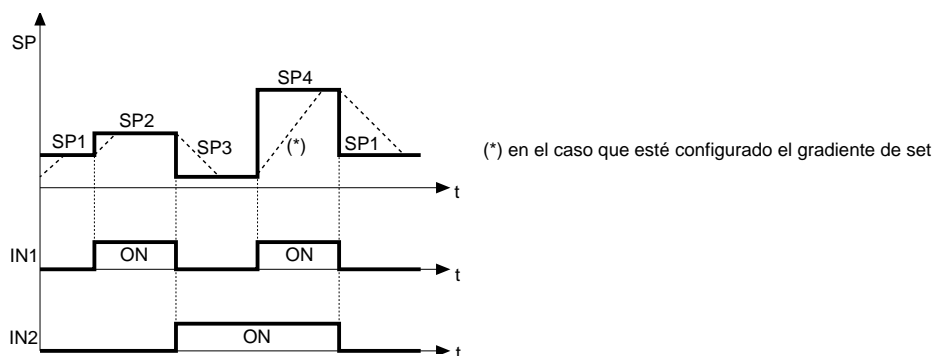 SP
SP4
SP2
SP1
SP3
(*)
SP1
(*) en el caso que esté configurado el gradiente de set
t
IN1
ON
ON
t
IN2
ON
t